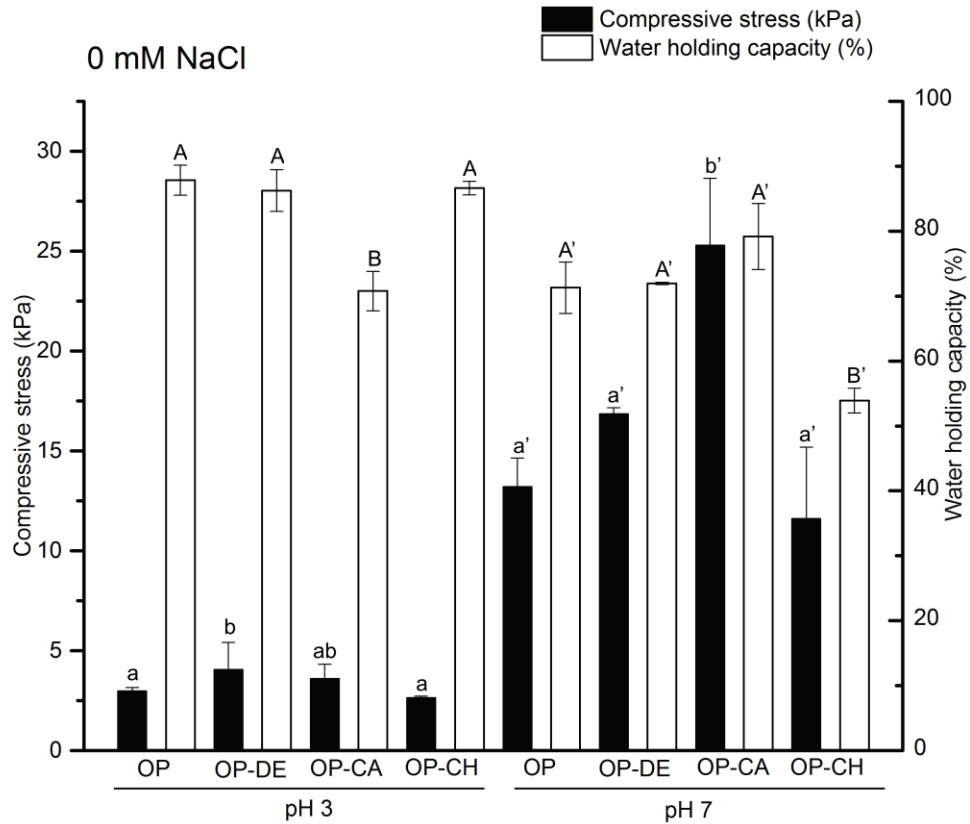 Compressive stress (kPa)
Water holding capacity (%)
0 mM NaCl
Compressive stress (kPa)
30
25
20
15
10
5
0
100
80
60
40
20
0
Water holding capacity (%)
A
A
B
A
a
b
ab
a
A’
A’
b’
A’
a’
a’
a’
B’
OP
OP-DE
OP-CA
OP-CH
OP
OP-DE
OP-CA
OP-CH
pH 3
pH 7